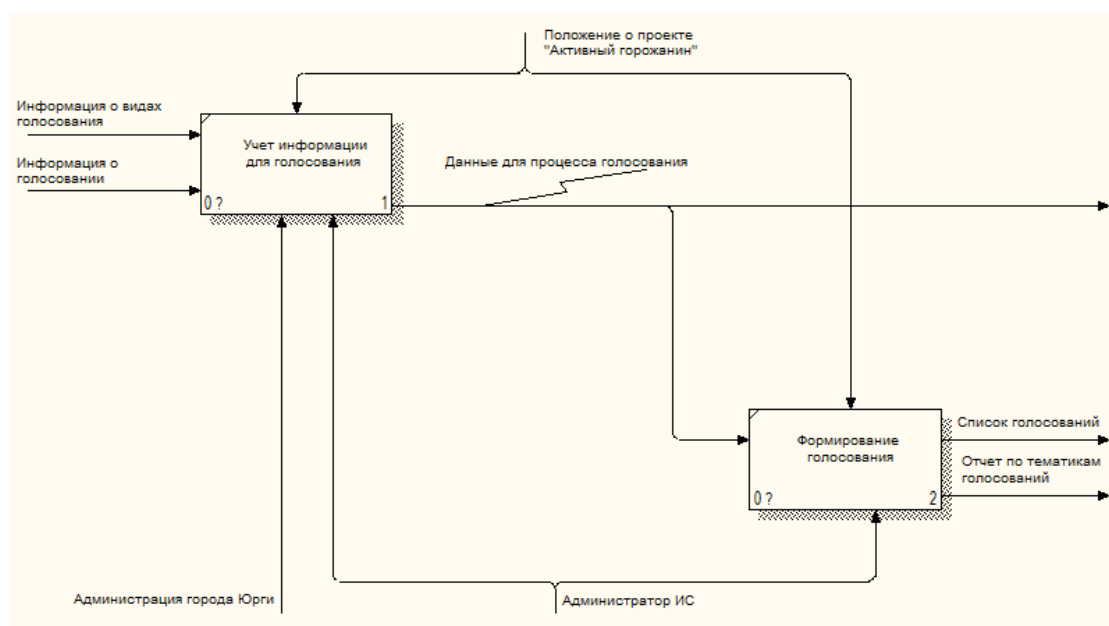 Положение о проекте
"Активный горожанин"
Информация о видах
голосования
Учет информации
для голосования
Информация о
голосовании
Данные для процесса голосования
0 ?
1
Формирование
голосования
Список голосований
Отчет по тематикам
голосований
0 ?
2
Администрация города Юрги
Администратор ИС